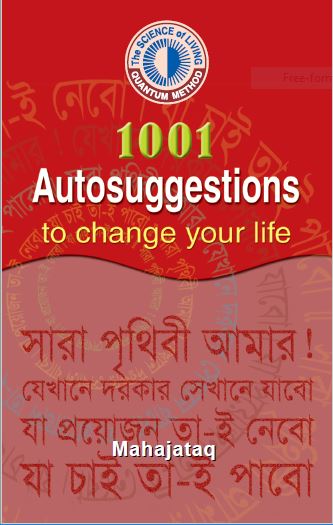 The SCIENCE of LIVING
QUANTUM METHOD
1001
Autosuggestions
to change your life
সারা পৃথিবী আমার !
যেখানে দরকার সেখানে যাবো
যা প্রয়োজন তা-ই নেবো
Mahajataq
যা চাই তা-ই পাবো